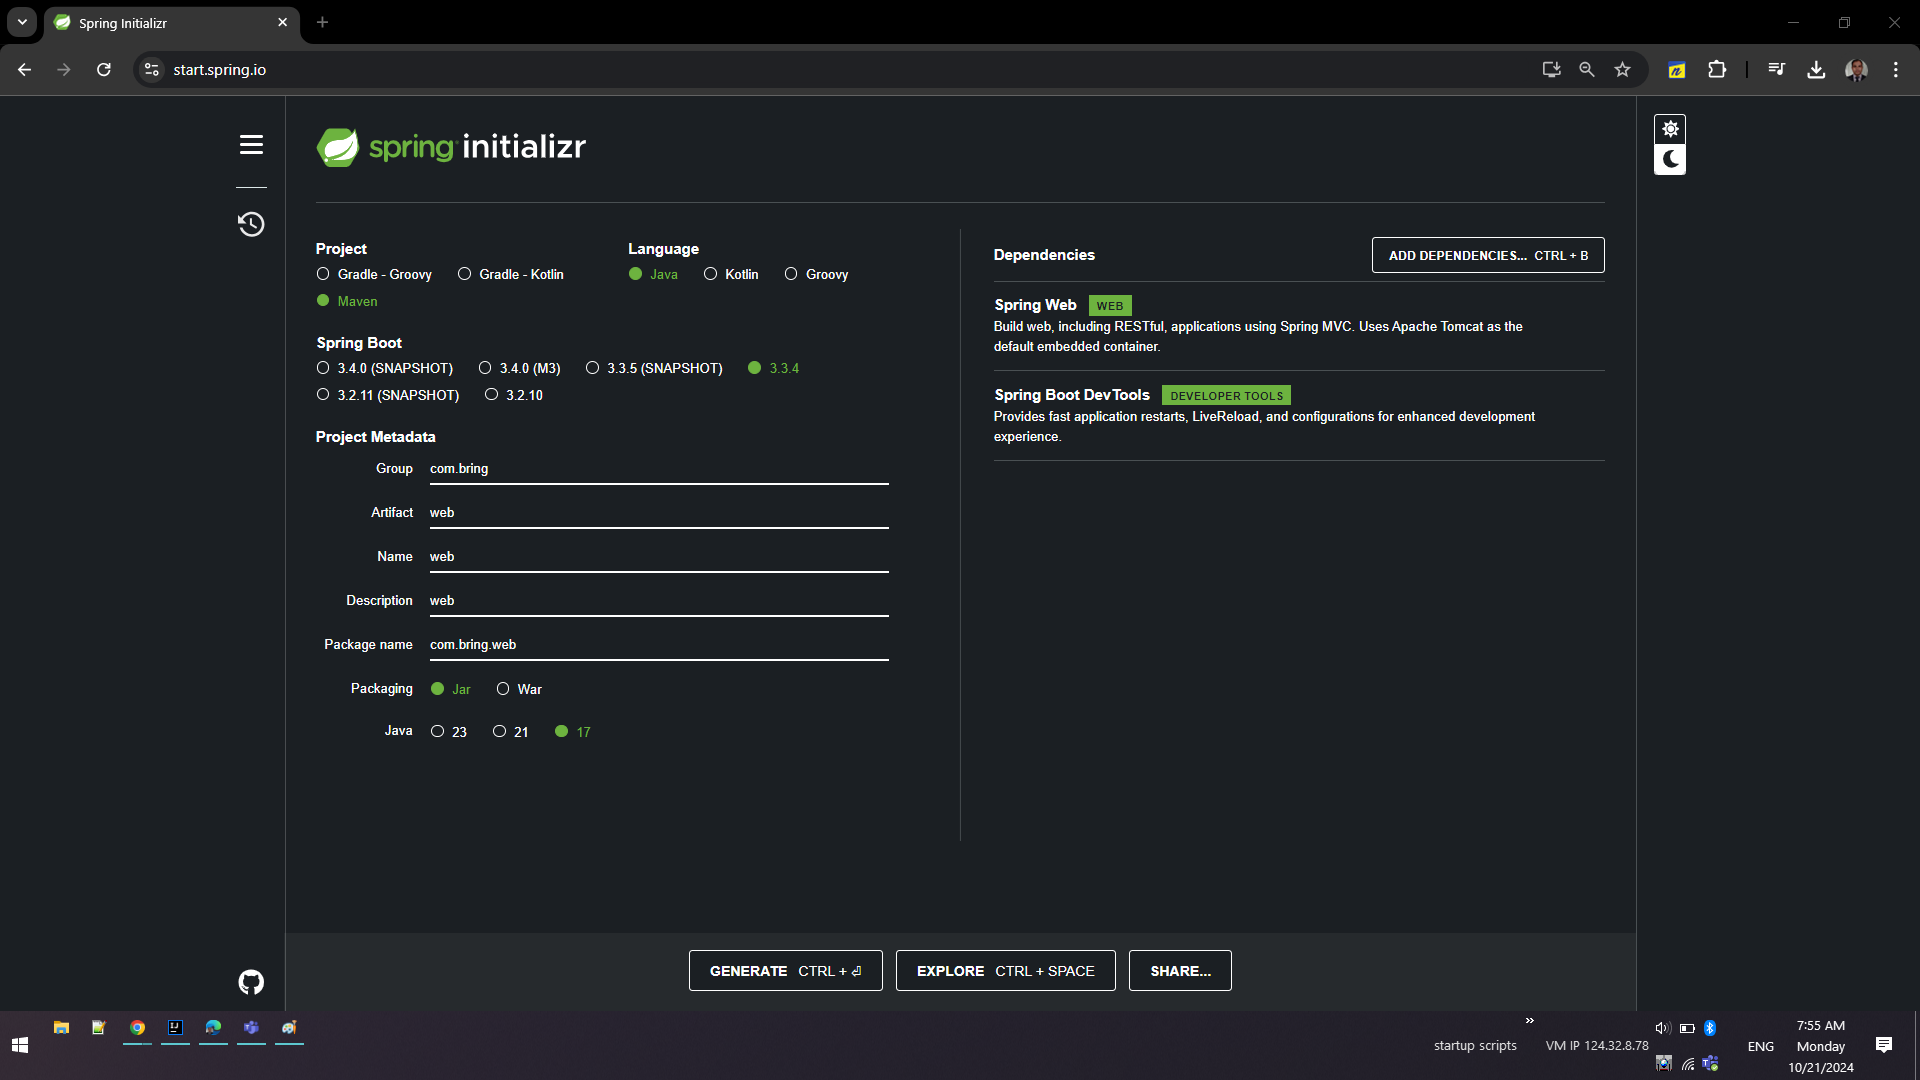 Spring Initializr
start.spring.io
spring initializr
Project
Gradle - Groovy
Gradle - Kotlin
Maven
Language
Java
Kotlin
Groovy
Spring Boot
3.4.0 (SNAPSHOT)
3.4.0 (M3)
3.3.5 (SNAPSHOT)
3.3.4
3.2.11 (SNAPSHOT)
3.2.10
Project Metadata
Group
com.bring
Artifact
web
Name
web
Description
web
Package name
com.bring.web
Packaging
Jar
War
Java
23
21
17
Dependencies
ADD DEPENDENCIES... CTRL + B
Spring Web WEB
Build web, including RESTful, applications using Spring MVC. Uses Apache Tomcat as the
default embedded container.
Spring Boot DevTools DEVELOPER TOOLS
Provides fast application restarts, LiveReload, and configurations for enhanced development
experience.
GENERATE CTRL + ⏎
EXPLORE CTRL + SPACE
SHARE...
startup scripts
VM IP 124.32.8.78
ENG
7:55 AM
Monday
10/21/2024